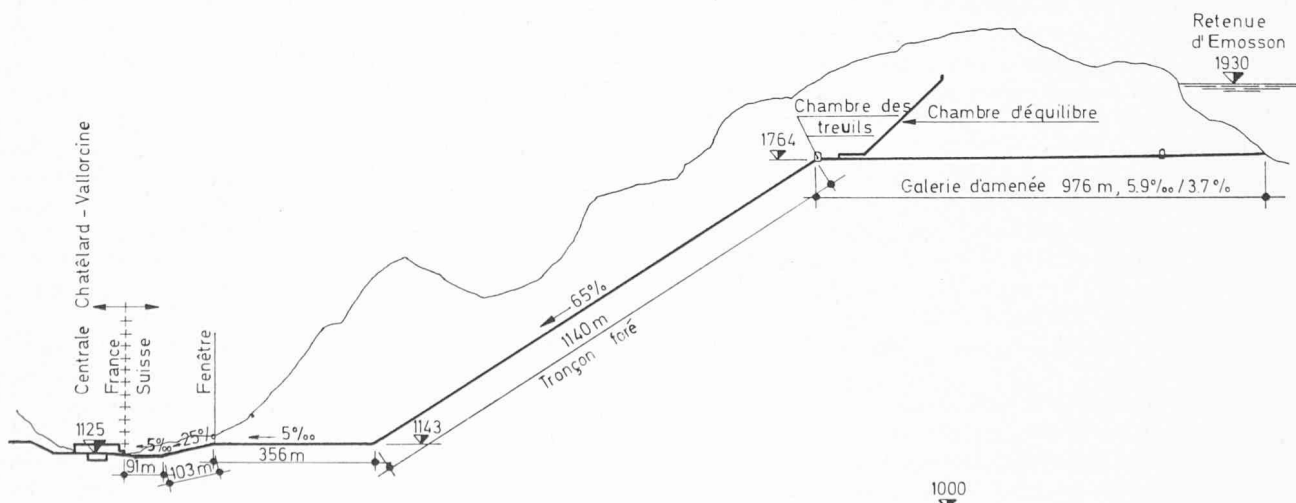 Retenue
d'Emosson
1930
Chambre des
treuils
Chambre d'équilibre
1764
Galerie d'amenée 976 m, 5.9‰/3.7%
Centrale Chatêlard - Vallorcine
France
Suisse
Fenêtre
65%
1140 m
Tronçon foré
1125
5‰
25%
5‰
1143
91m
103m
356m
1000